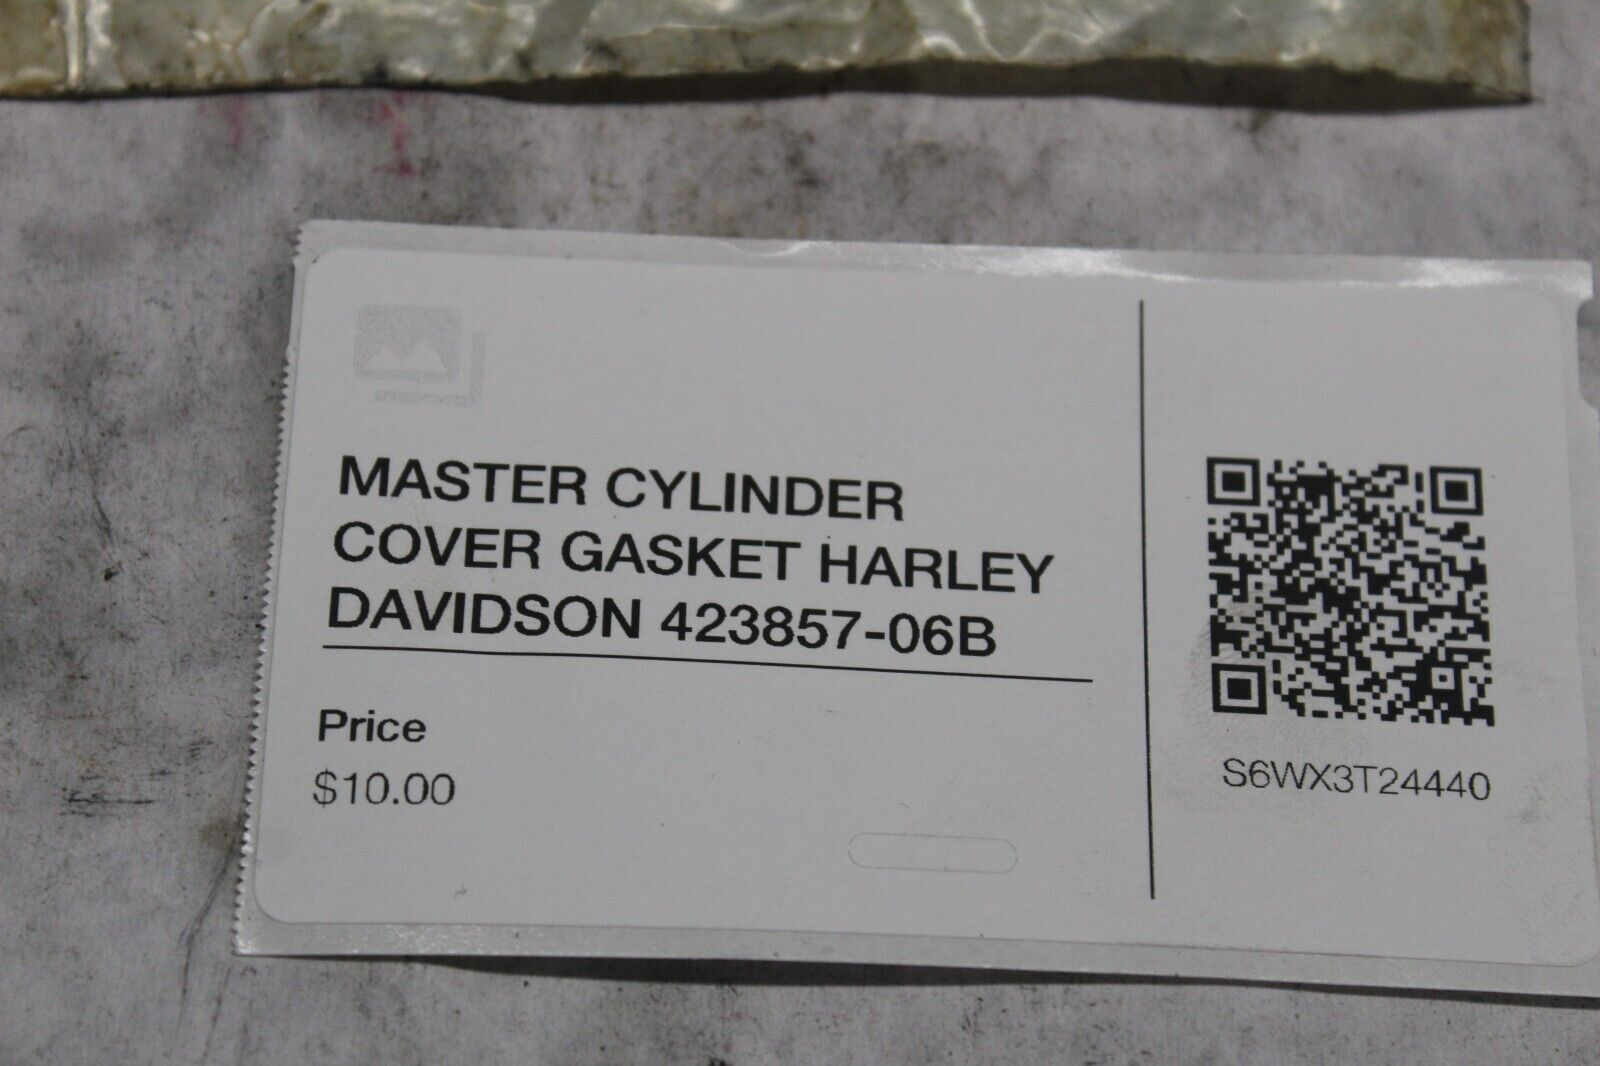 MASTER CYLINDER
COVER GASKET HARLEY
DAVIDSON 423857-06B
Price
$10.00
S6WX3T24440